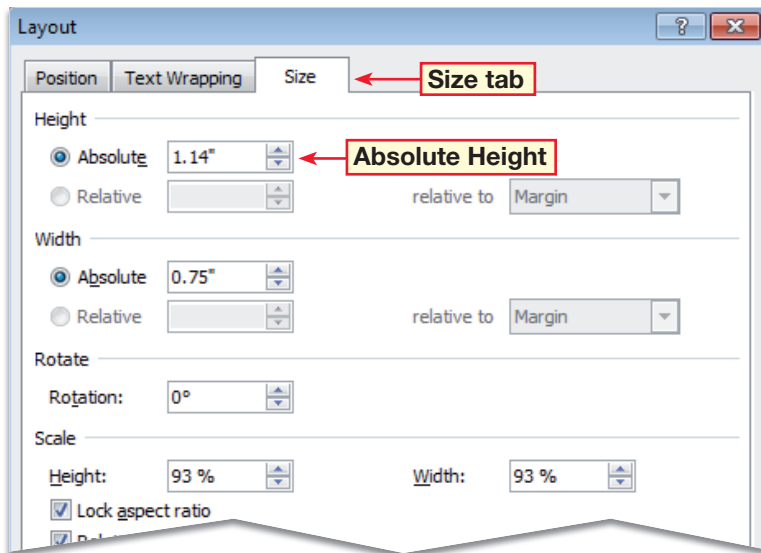 Layout
Position Text Wrapping Size Size tab
Height
Absolute 1.14" Absolute Height
Relative relative to Margin
Width
Absolute 0.75"
Relative relative to Margin
Rotate
Rotation: 0°
Scale
Height: 93 % Width: 93 %
Lock aspect ratio